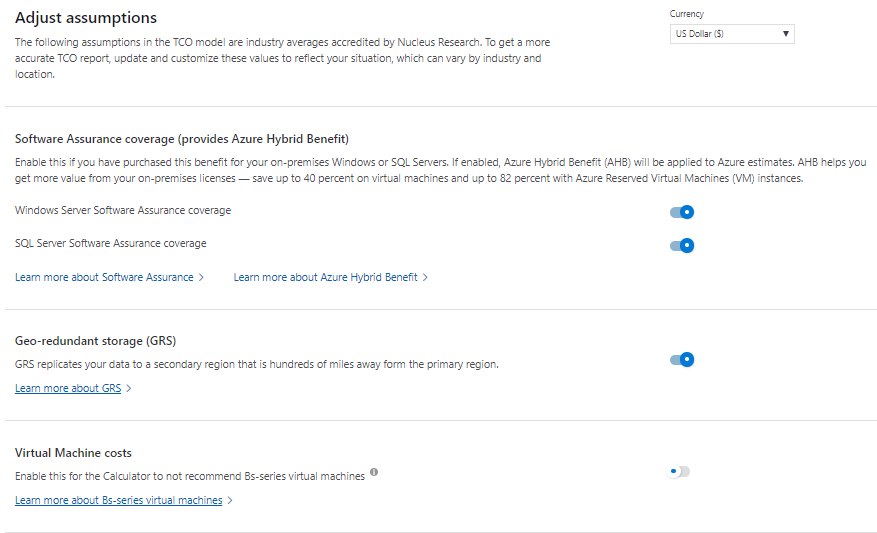 Adjust assumptions
Currency
US Dollar ($)
The following assumptions in the TCO model are industry averages accredited by Nucleus Research. To get a more
accurate TCO report, update and customize these values to reflect your situation, which can vary by industry and
location.
Software Assurance coverage (provides Azure Hybrid Benefit)
Enable this if you have purchased this benefit for your on-premises Windows or SQL Servers. If enabled, Azure Hybrid Benefit (AHB) will be applied to Azure estimates. AHB helps you
get more value from your on-premises licenses — save up to 40 percent on virtual machines and up to 82 percent with Azure Reserved Virtual Machines (VM) instances.
Windows Server Software Assurance coverage
SQL Server Software Assurance coverage
Learn more about Software Assurance >
Learn more about Azure Hybrid Benefit >
Geo-redundant storage (GRS)
GRS replicates your data to a secondary region that is hundreds of miles away form the primary region.
Learn more about GRS >
Virtual Machine costs
Enable this for the Calculator to not recommend Bs-series virtual machines
Learn more about Bs-series virtual machines >